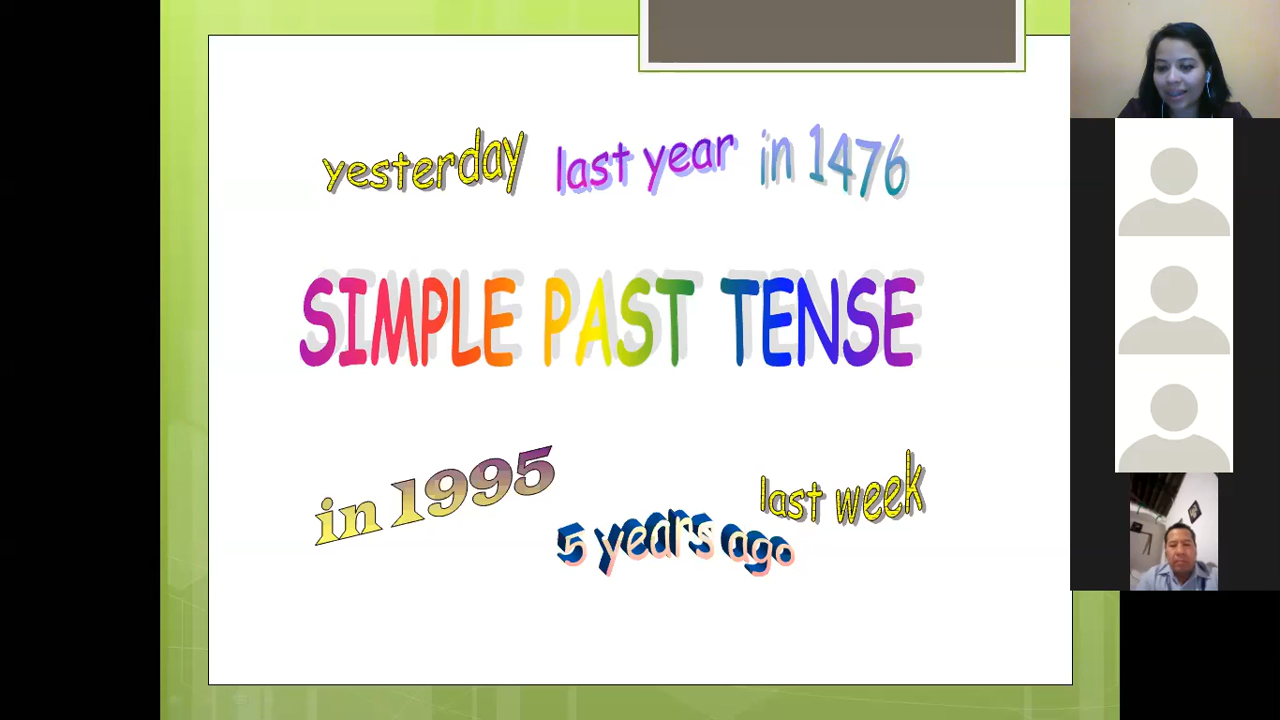 yesterday last year in 1476
SIMPLE PAST TENSE
in 1995
5 years ago
last week